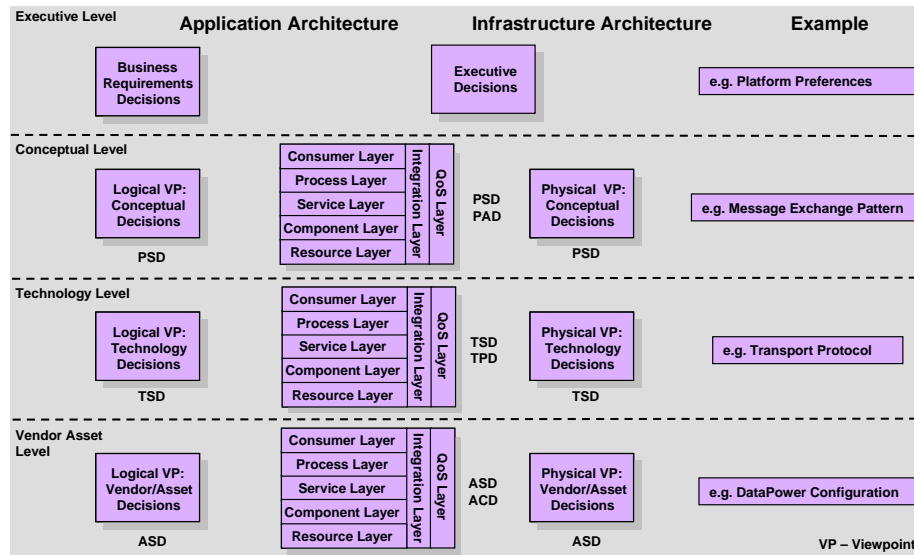 Executive Level
Application Architecture
Infrastructure Architecture
Example
Business
Requirements
Decisions
Executive
Decisions
e.g. Platform Preferences
Conceptual Level
Logical VP:
Conceptual
Decisions
PSD
Consumer Layer
Process Layer
Service Layer
Component Layer
Resource Layer
Integration Layer
QoS Layer
PSD
PAD
Physical VP:
Conceptual
Decisions
PSD
e.g. Message Exchange Pattern
Technology Level
Logical VP:
Technology
Decisions
TSD
Consumer Layer
Process Layer
Service Layer
Component Layer
Resource Layer
Integration Layer
QoS Layer
TSD
TPD
Physical VP:
Technology
Decisions
TSD
e.g. Transport Protocol
Vendor Asset
Level
Logical VP:
Vendor/Asset
Decisions
ASD
Consumer Layer
Process Layer
Service Layer
Component Layer
Resource Layer
Integration Layer
QoS Layer
ASD
ACD
Physical VP:
Vendor/Asset
Decisions
ASD
e.g. DataPower Configuration
VP – Viewpoint